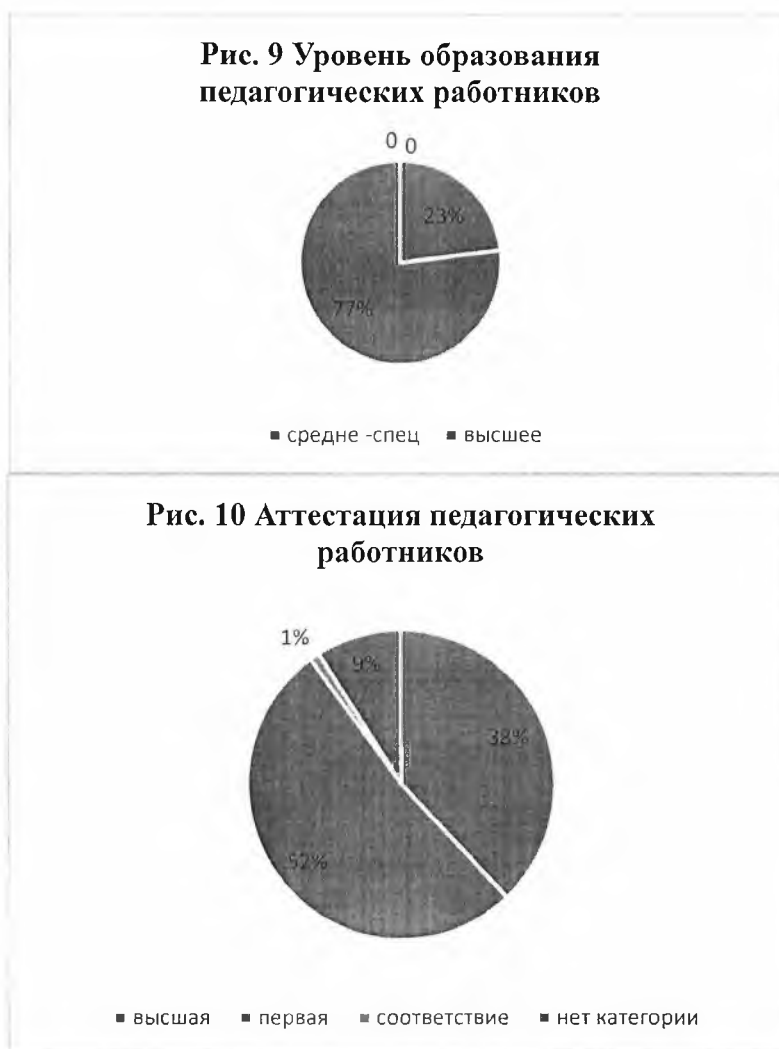 Рис. 9 Уровень образования
педагогических работников
0 0
23%
77%
▪ средне -спец ▪ высшее
Рис. 10 Аттестация педагогических
работников
1%
9%
38%
52%
▪ высшая ▪ первая ▪ соответствие ▪ нет категории